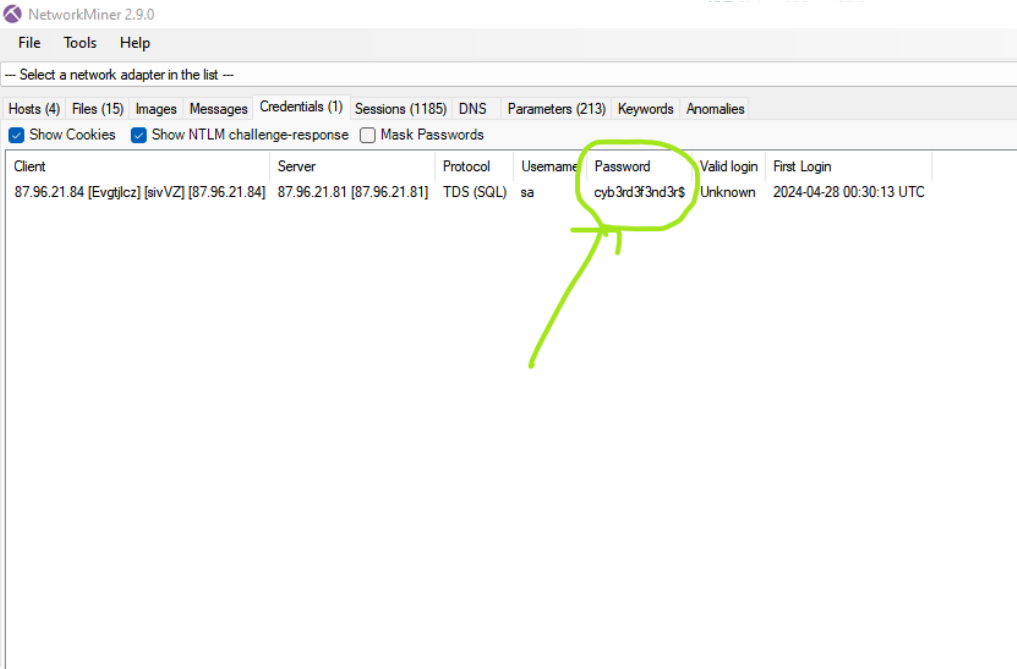 NetworkMiner 2.9.0
File Tools Help
--- Select a network adapter in the list ---
Hosts (4) Files (15) Images Messages Credentials (1) Sessions (1185) DNS Parameters (213) Keywords Anomalies
Show Cookies Show NTLM challenge-response Mask Passwords
Client Server Protocol Username Password Valid login First Login
87.96.21.84 [Evgtjlcz] [sivVZ] [87.96.21.84] 87.96.21.81 [87.96.21.81] TDS (SQL) sa cyb3rd3f3nd3r$ Unknown 2024-04-28 00:30:13 UTC